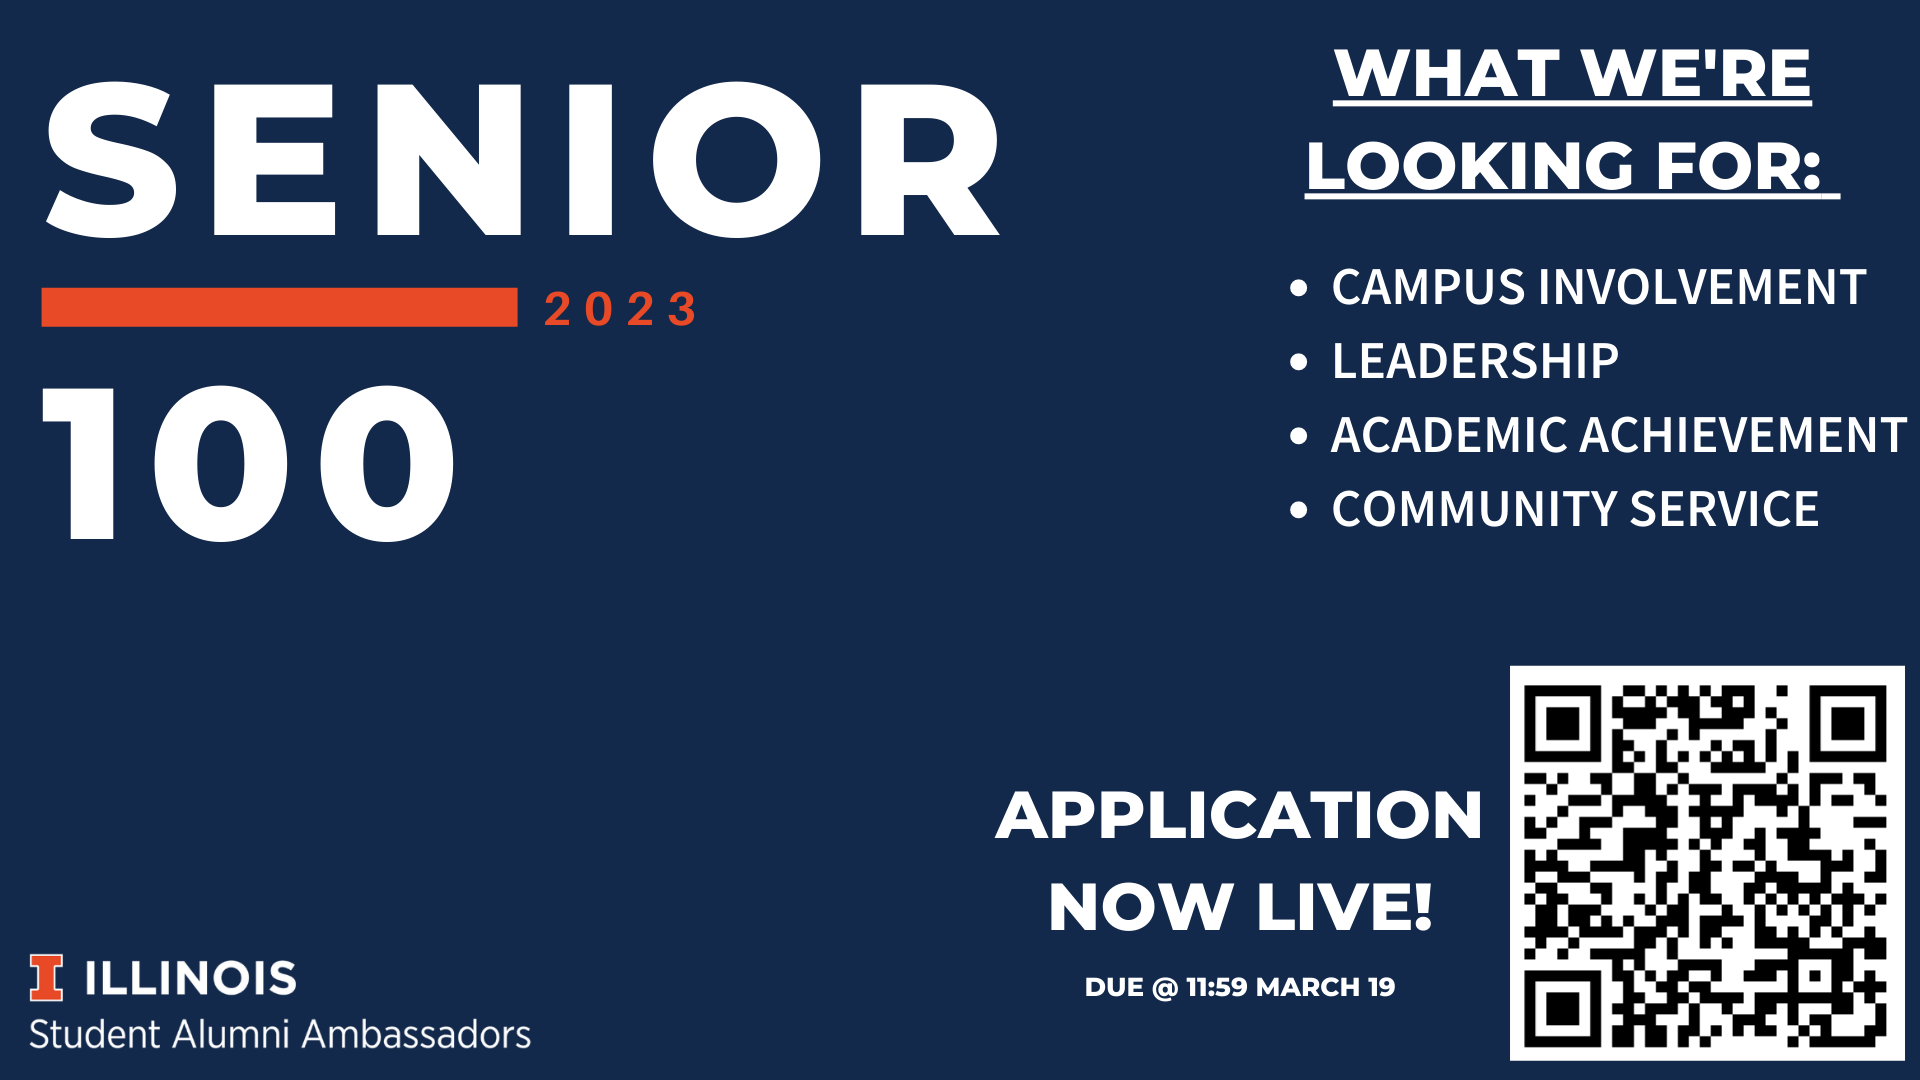 SENIOR
2023
100
WHAT WE'RE
LOOKING FOR:
• CAMPUS INVOLVEMENT
• LEADERSHIP
• ACADEMIC ACHIEVEMENT
• COMMUNITY SERVICE
APPLICATION
NOW LIVE!
DUE @ 11:59 MARCH 19
I ILLINOIS
Student Alumni Ambassadors